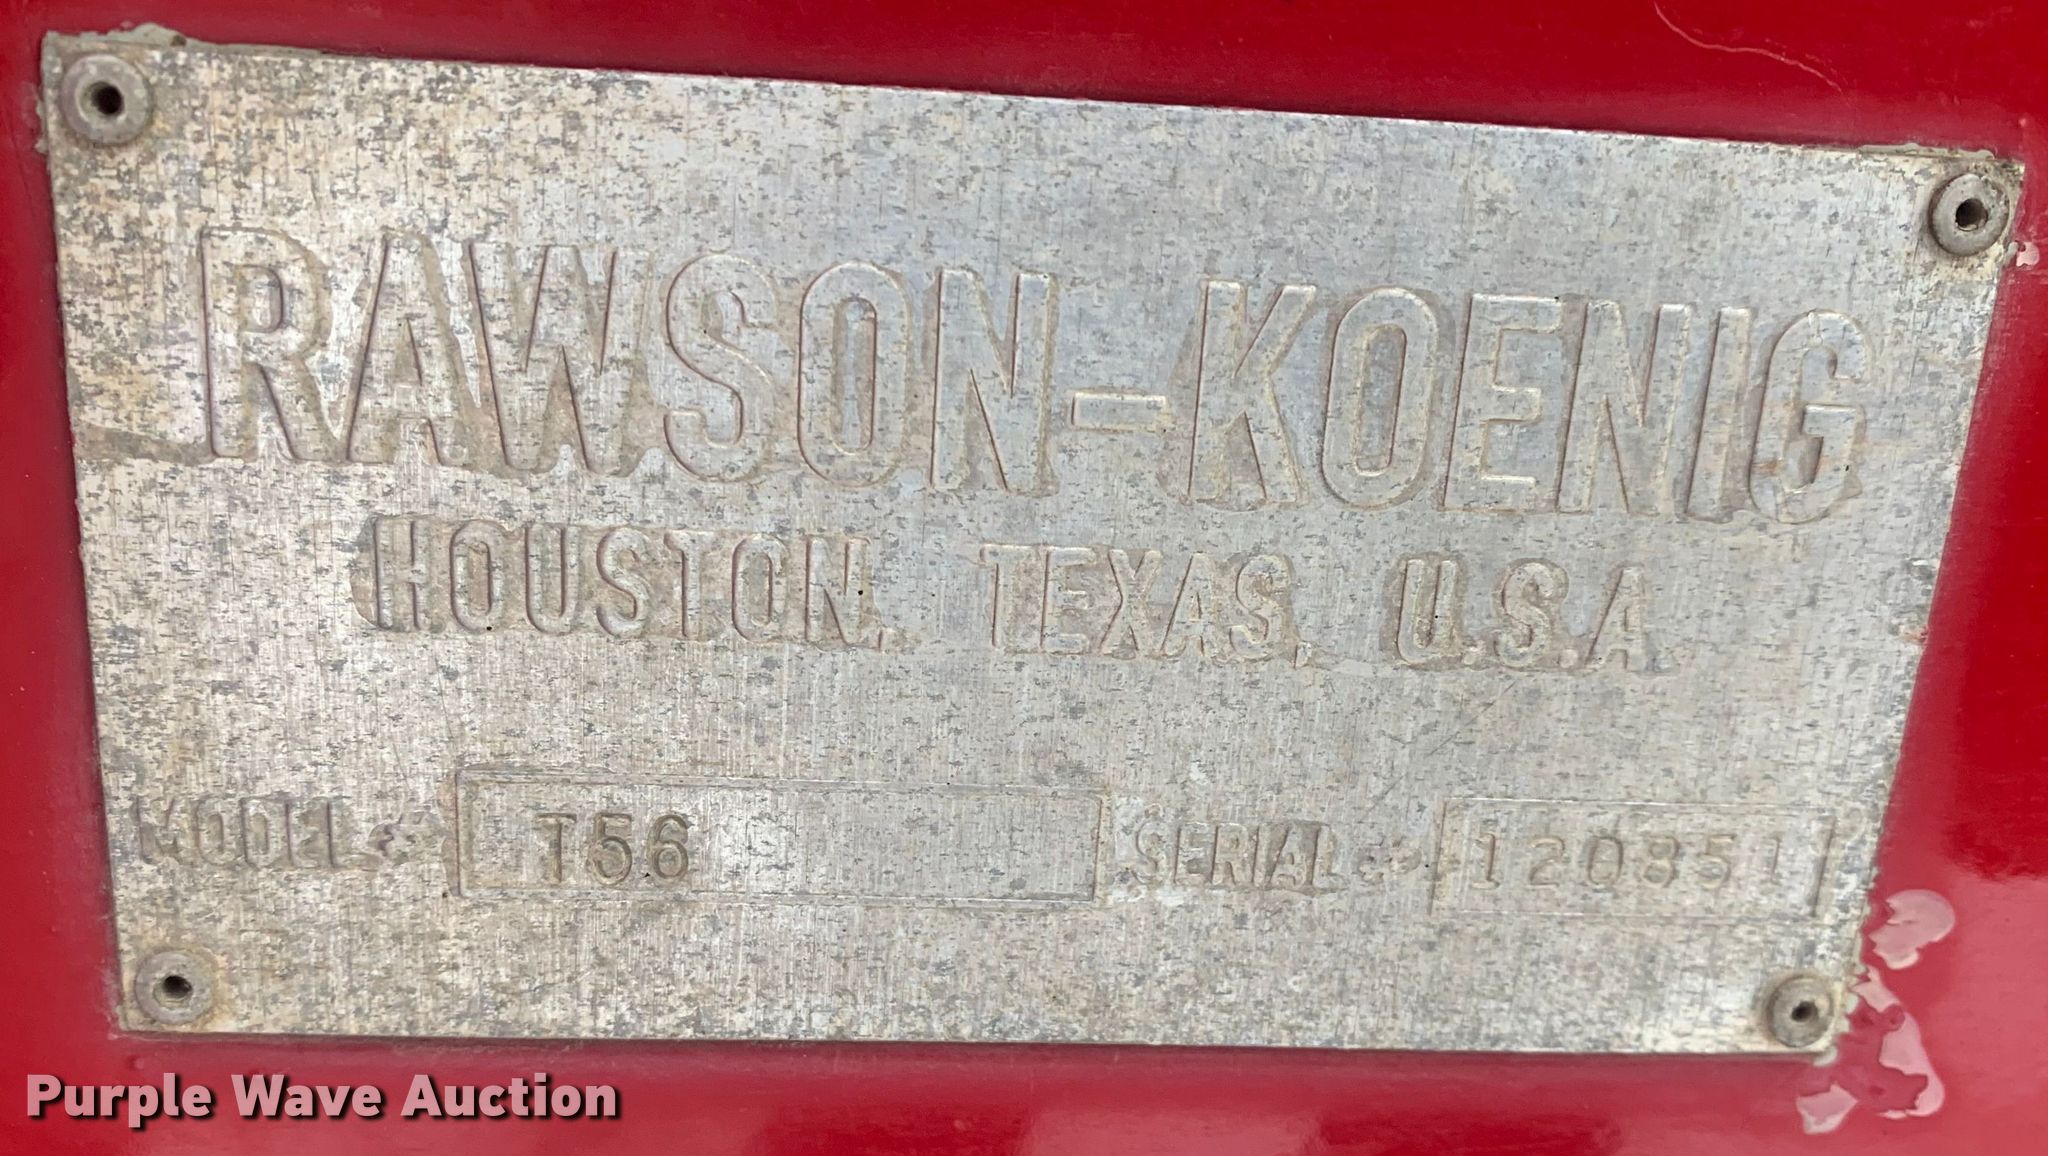 RAWSON-KOENIG
HOUSTON, TEXAS, U.S.A
MODEL # T56 SERIAL # 120851
Purple Wave Auction